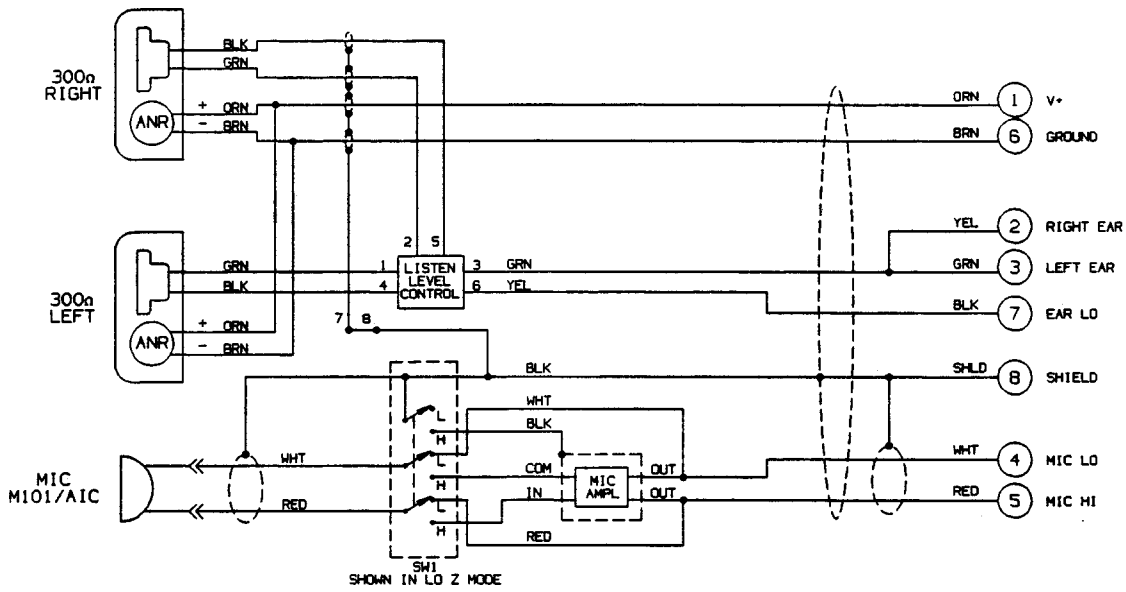 BLK
GRN
300Ω
RIGHT
+ ORN
ANR
- BRN
ORN 1 V+
BRN 6 GROUND
YEL 2 RIGHT EAR
2 5
GRN 1 LISTEN 3 GRN GRN 3 LEFT EAR
BLK 4 LEVEL 6 YEL
CONTROL
300Ω
LEFT
BLK 7 EAR LO
+ ORN
7 8
ANR
- BRN
BLK SHLD 8 SHIELD
WHT
L
BLK
H
WHT L WHT 4 MIC LO
MIC
M101/AIC
COM MIC OUT
H
AMPL
IN OUT RED 5 MIC HI
RED L
H
RED
SW1
SHOWN IN LO Z MODE